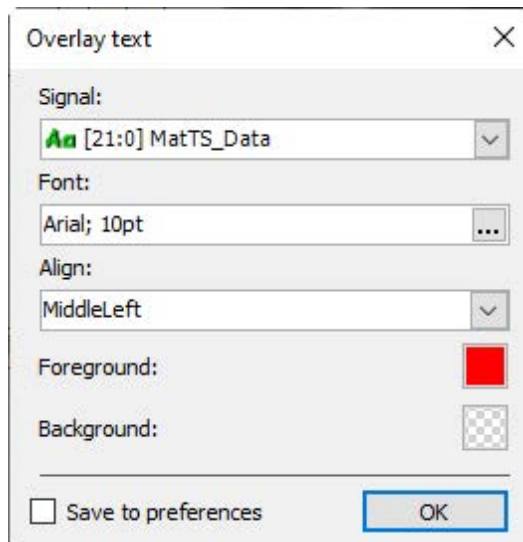 Overlay text
Signal:
Aa [21:0] MatTS_Data
Font:
Arial; 10pt
...
Align:
MiddleLeft
Foreground:
Background:
Save to preferences
OK